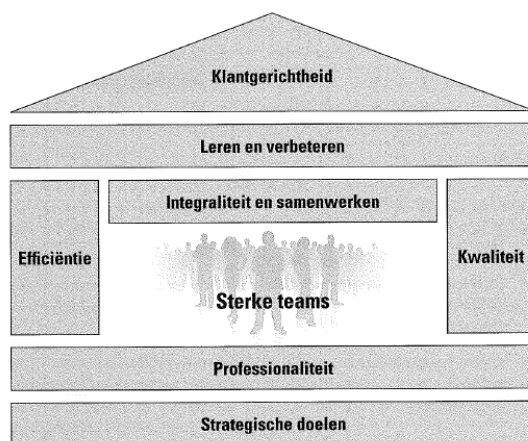 Klantgerichtheid
Leren en verbeteren
Integraliteit en samenwerken
Efficiëntie
Kwaliteit
Sterke teams
Professionaliteit
Strategische doelen